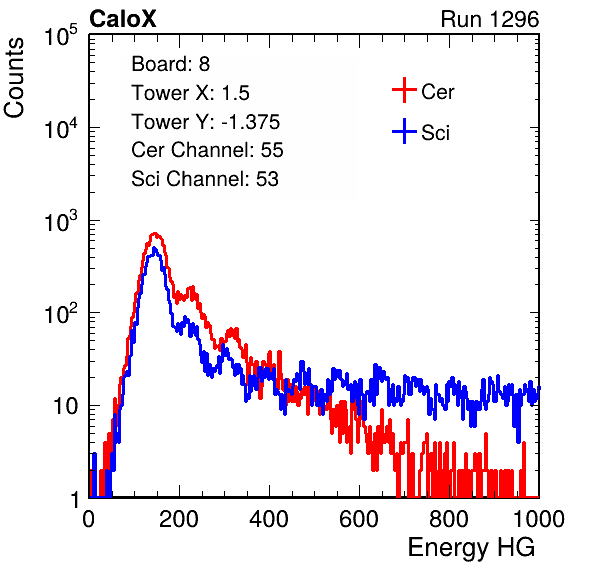 CaloX Run 1296
Counts
10^5
Board: 8
Tower X: 1.5
Tower Y: -1.375
Cer Channel: 55
Sci Channel: 53
Cer
Sci
10^4
10^3
10^2
10
1
0 200 400 600 800 1000
Energy HG